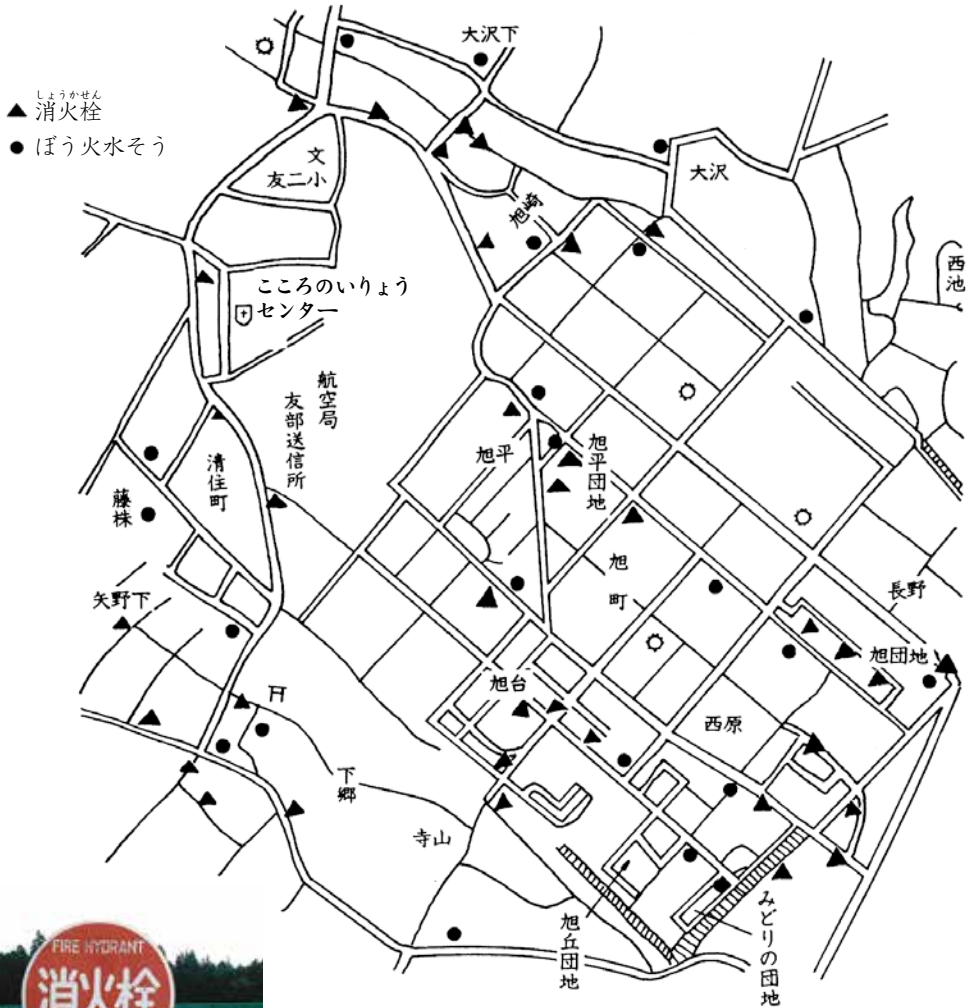 大沢下
しょうかせん
▲ 消火栓
● ぼう火水そう
文
友二小
大沢
旭崎
西池
こころのいりょう
センター
航空局
友部送信所
旭平
旭平団地
清住町
藤株
旭町
長野
矢野下
旭団地
旭台
西原
下郷
寺山
旭丘団地
みどりの団地
FIRE HYDRANT
消火栓